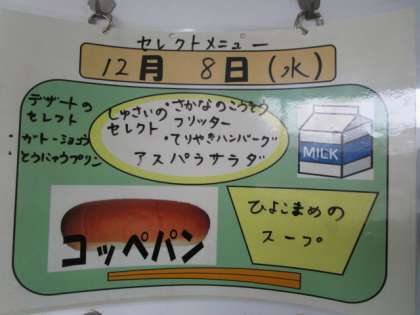 セレクトメニュー
12月 8日(水)
デザートの
セレクト
・ガトーショコラ
・とうにゅうプリン
しゅさいの
セレクト
・さかなのこうそう
フリッター
・てりやきハンバーグ
アスパラサラダ
MILK
コッペパン
ひよこまめの
スープ